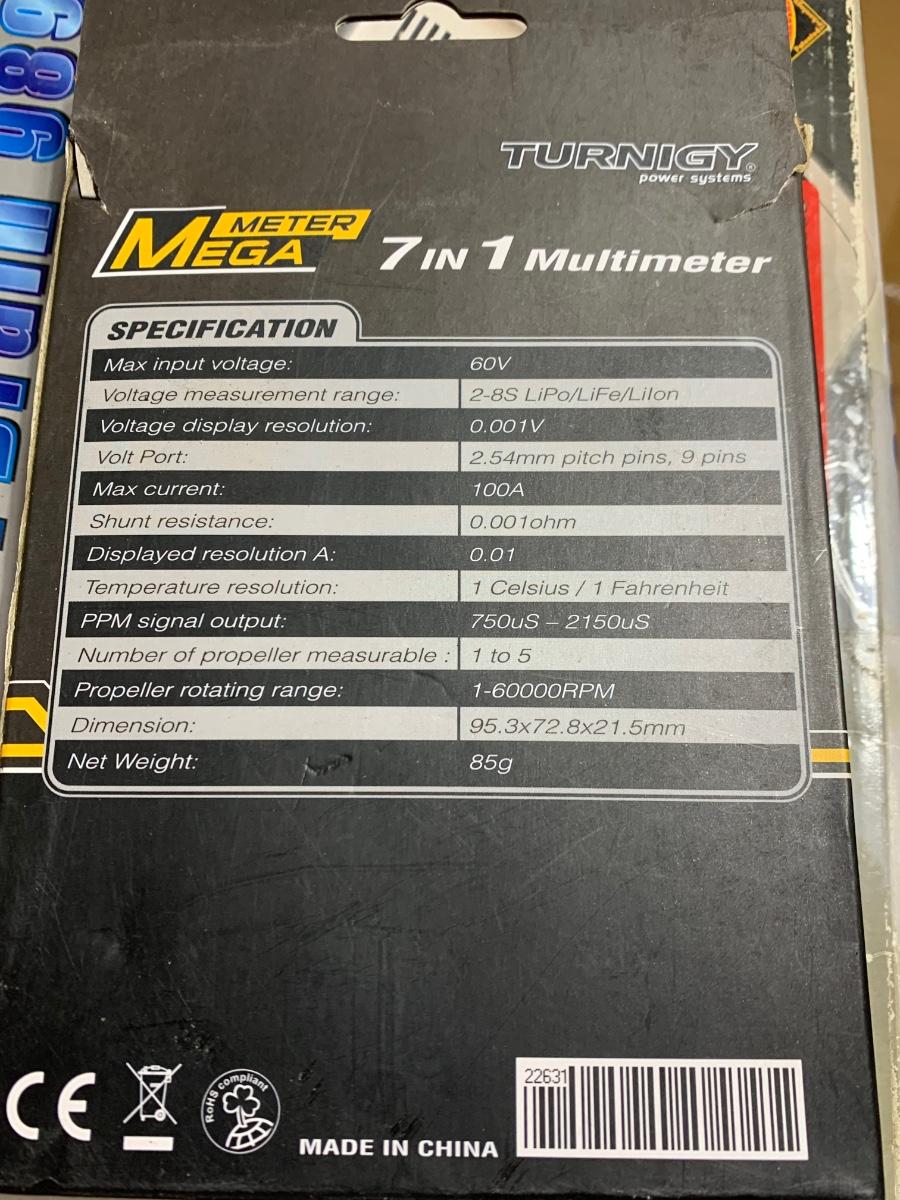 TURNIGY®
power systems
METER
MEGA
7 IN 1 Multimeter
SPECIFICATION
Max input voltage: 60V
Voltage measurement range: 2-8S LiPo/LiFe/LiIon
Voltage display resolution: 0.001V
Volt Port: 2.54mm pitch pins, 9 pins
Max current: 100A
Shunt resistance: 0.001ohm
Displayed resolution A: 0.01
Temperature resolution: 1 Celsius / 1 Fahrenheit
PPM signal output: 750uS – 2150uS
Number of propeller measurable : 1 to 5
Propeller rotating range: 1-60000RPM
Dimension: 95.3x72.8x21.5mm
Net Weight: 85g
CE
RoHS compliant
MADE IN CHINA
22631